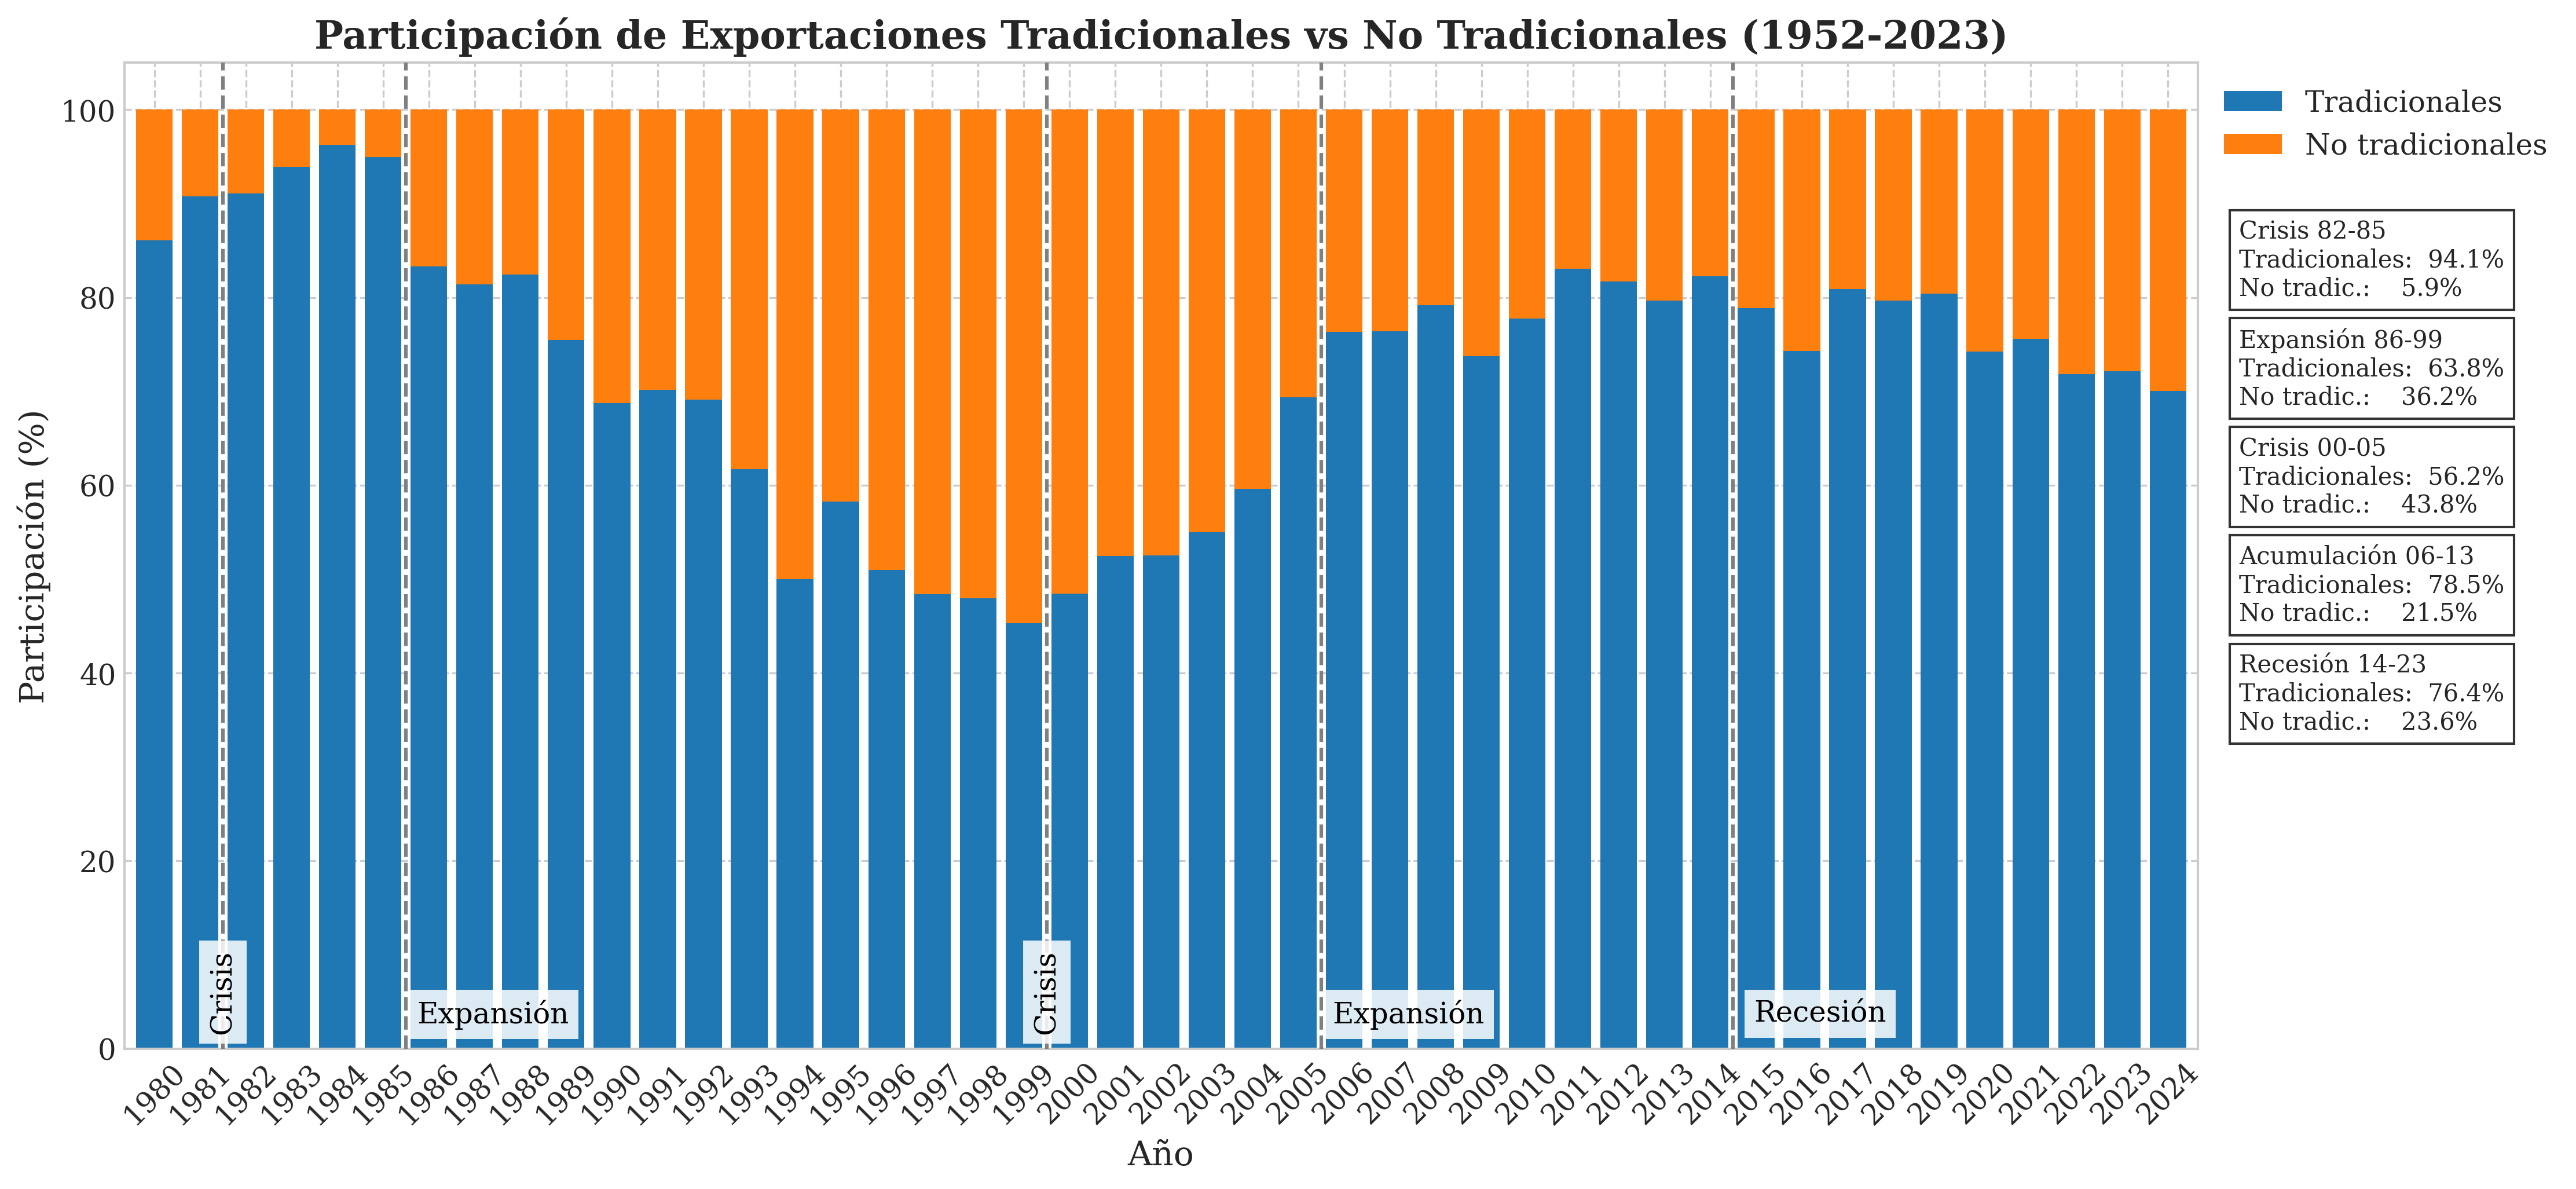 Participación de Exportaciones Tradicionales vs No Tradicionales (1952-2023)
Participación (%)
100
80
60
40
20
0
Crisis
Expansión
Crisis
Expansión
Recesión
1980 1981 1982 1983 1984 1985 1986 1987 1988 1989 1990 1991 1992 1993 1994 1995 1996 1997 1998 1999 2000 2001 2002 2003 2004 2005 2006 2007 2008 2009 2010 2011 2012 2013 2014 2015 2016 2017 2018 2019 2020 2021 2022 2023 2024
Año
Tradicionales
No tradicionales
Crisis 82-85
Tradicionales: 94.1%
No tradic.: 5.9%
Expansión 86-99
Tradicionales: 63.8%
No tradic.: 36.2%
Crisis 00-05
Tradicionales: 56.2%
No tradic.: 43.8%
Acumulación 06-13
Tradicionales: 78.5%
No tradic.: 21.5%
Recesión 14-23
Tradicionales: 76.4%
No tradic.: 23.6%